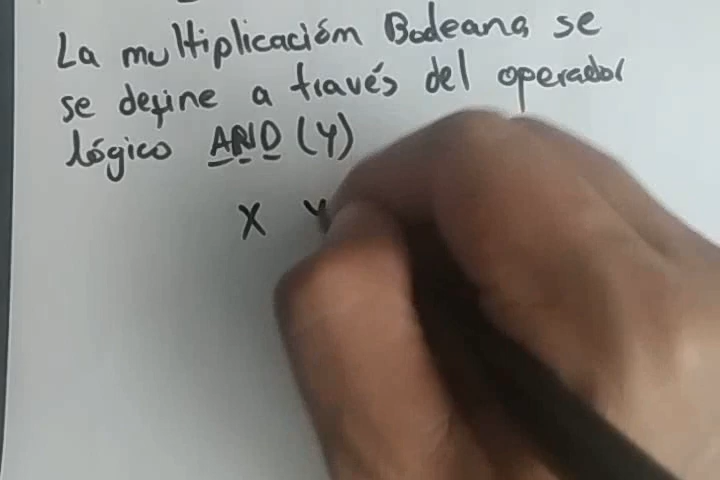 La multiplicación Booleana se
se define a través del operador
lógico AND (Y)
X Y